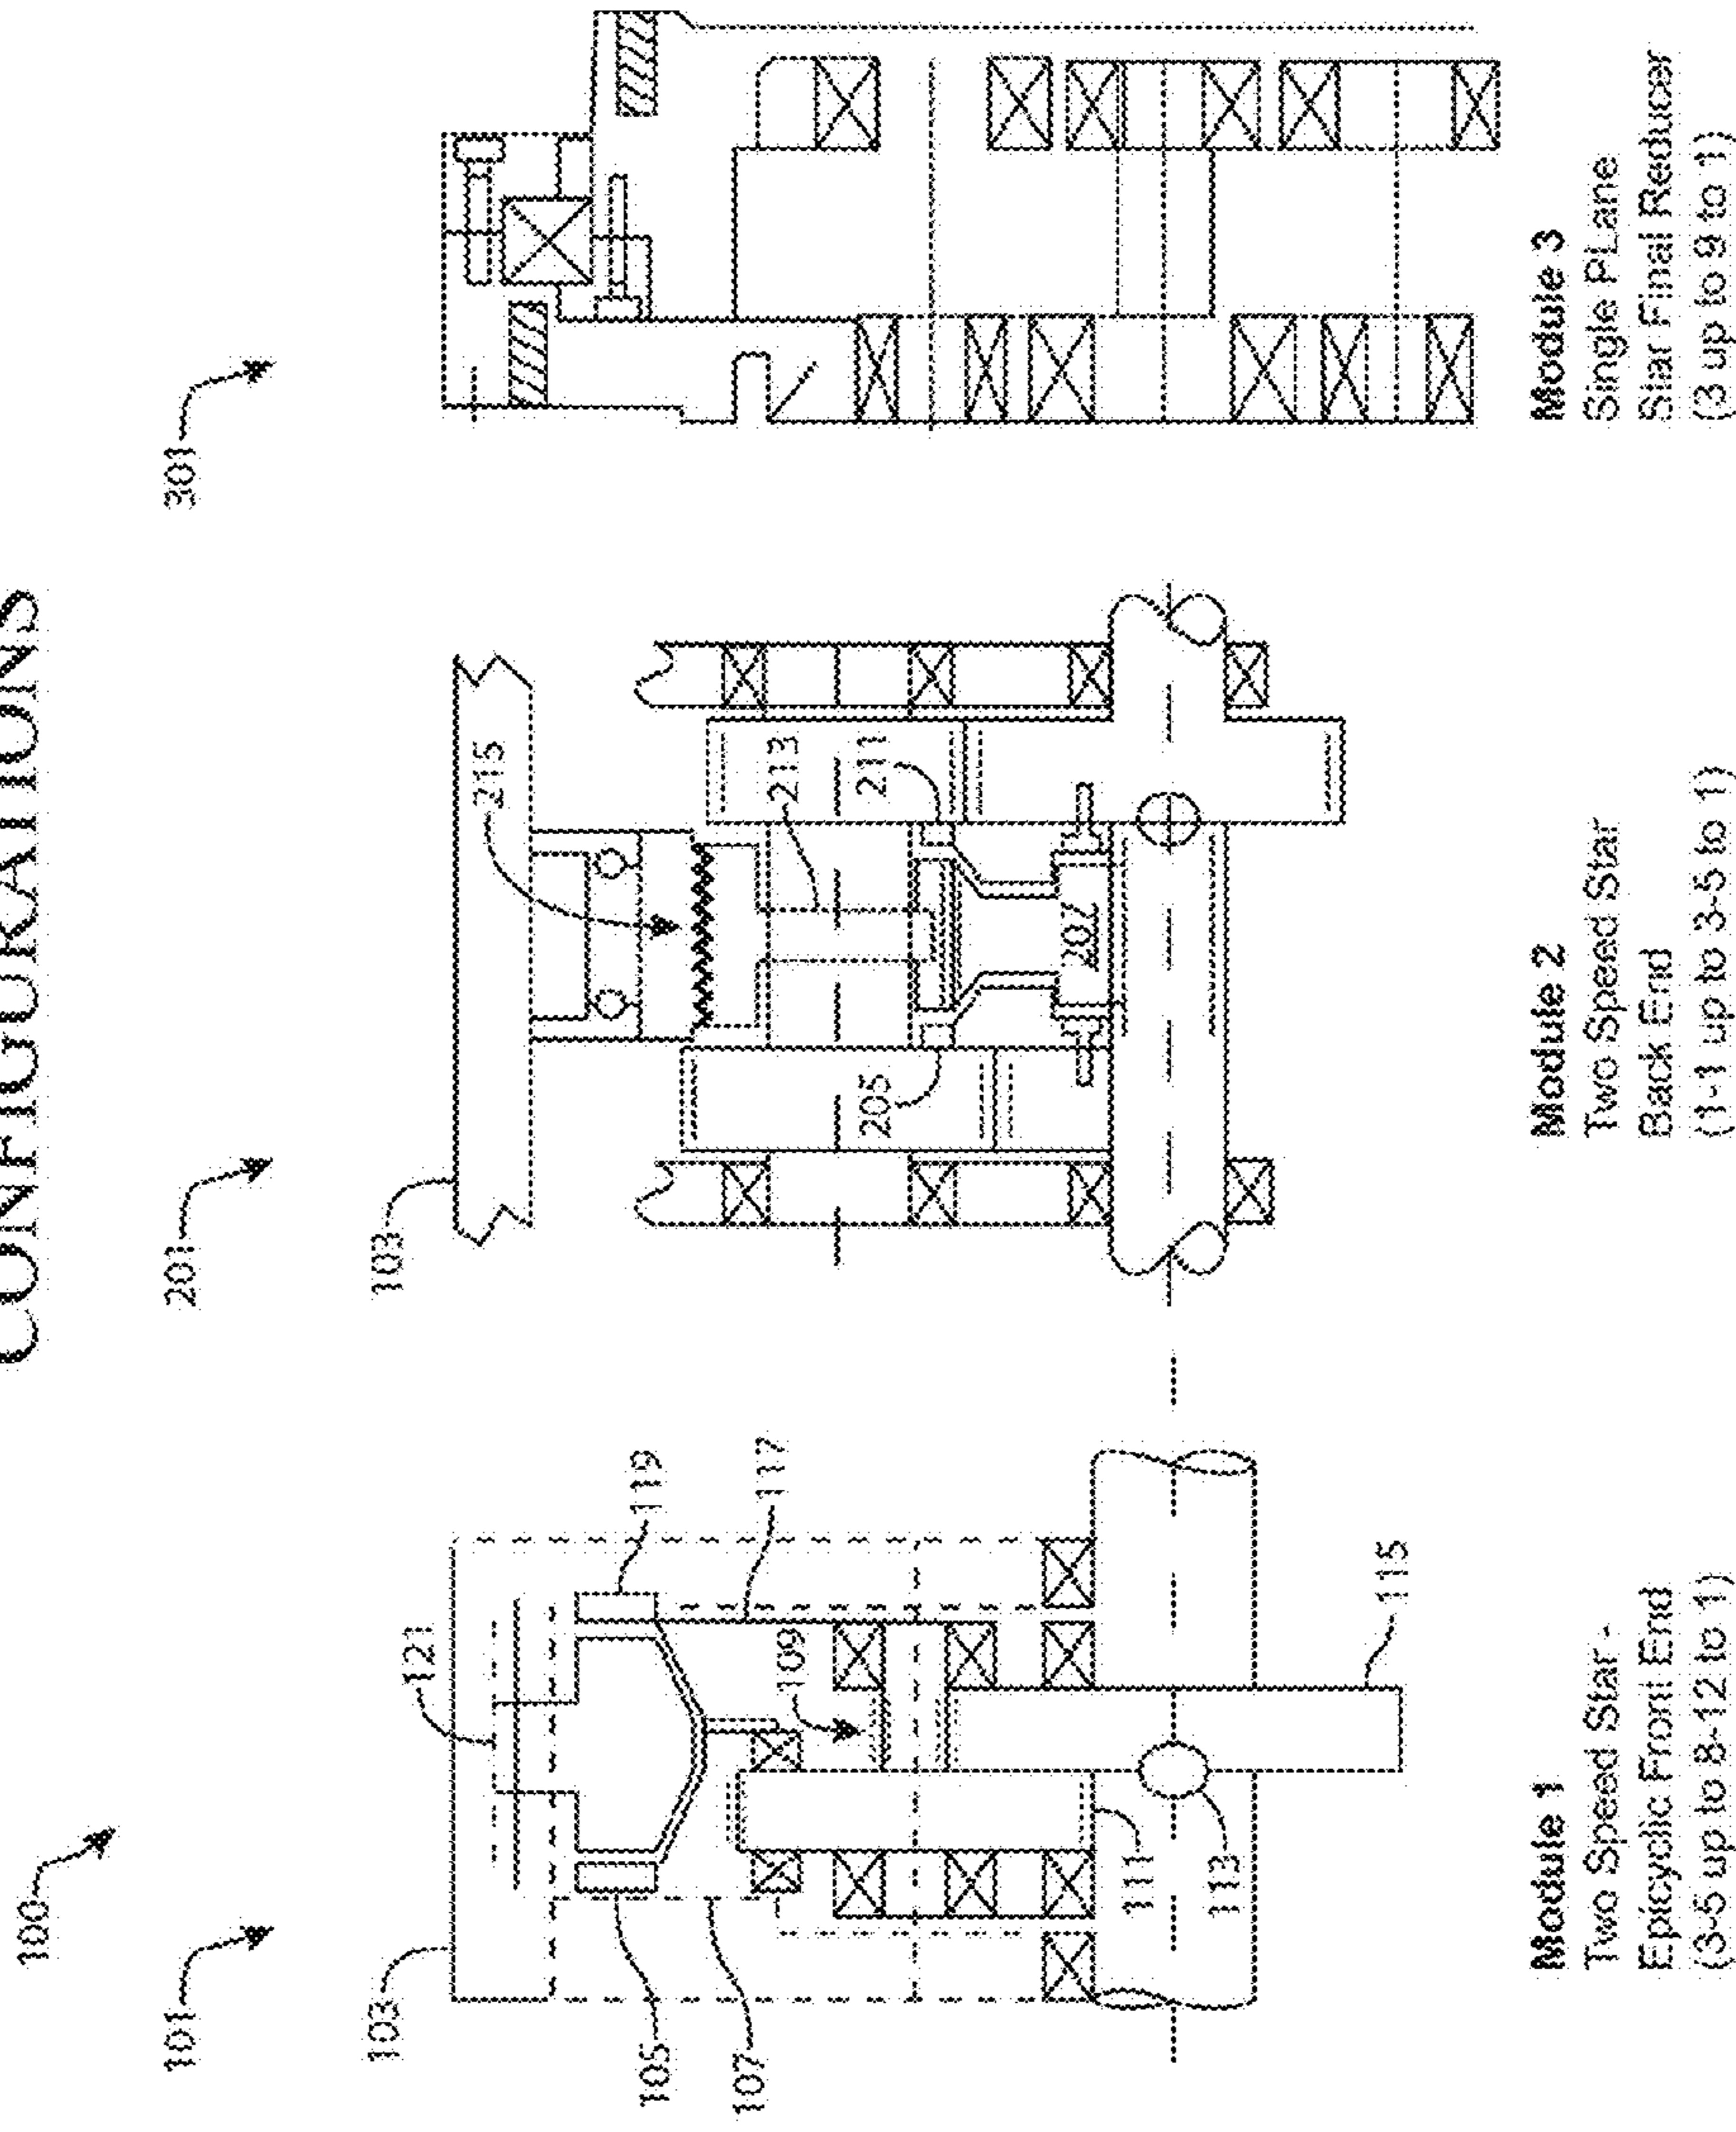 CONFIGURATIONS
100
101
103
121
119
117
105
107
109
111
113
115
Module 1
Two Speed Star -
Epicyclic Front End
(3-5 up to 8-12 to 1)
201
103
215
213
211
205
207
Module 2
Two Speed Star
Back End
(1-1 up to 3-5 to 1)
301
Module 3
Single PLane
Star Final Reducer
(3 up to 9 to 1)